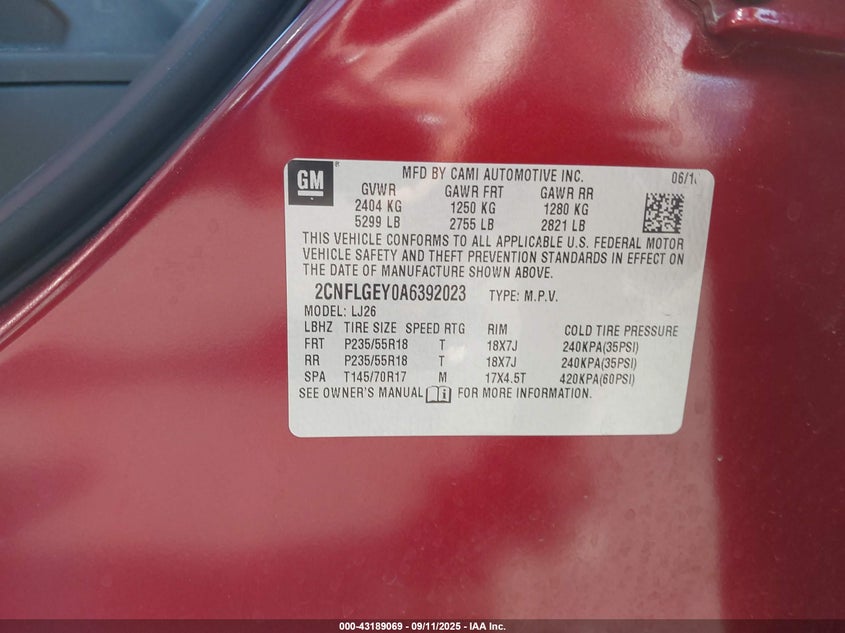 GM ®
MFD BY CAMI AUTOMOTIVE INC. 06/1
GVWR GAWR FRT GAWR RR
2404 KG 1250 KG 1280 KG
5299 LB 2755 LB 2821 LB
THIS VEHICLE CONFORMS TO ALL APPLICABLE U.S. FEDERAL MOTOR
VEHICLE SAFETY AND THEFT PREVENTION STANDARDS IN EFFECT ON
THE DATE OF MANUFACTURE SHOWN ABOVE.
2CNFLGEY0A6392023 TYPE: M.P.V.
MODEL: LJ26
LBHZ TIRE SIZE SPEED RTG RIM COLD TIRE PRESSURE
FRT P235/55R18 T 18X7J 240KPA(35PSI)
RR P235/55R18 T 18X7J 240KPA(35PSI)
SPA T145/70R17 M 17X4.5T 420KPA(60PSI)
SEE OWNER'S MANUAL FOR MORE INFORMATION.
000-43189069 - 09/11/2025 - IAA Inc.